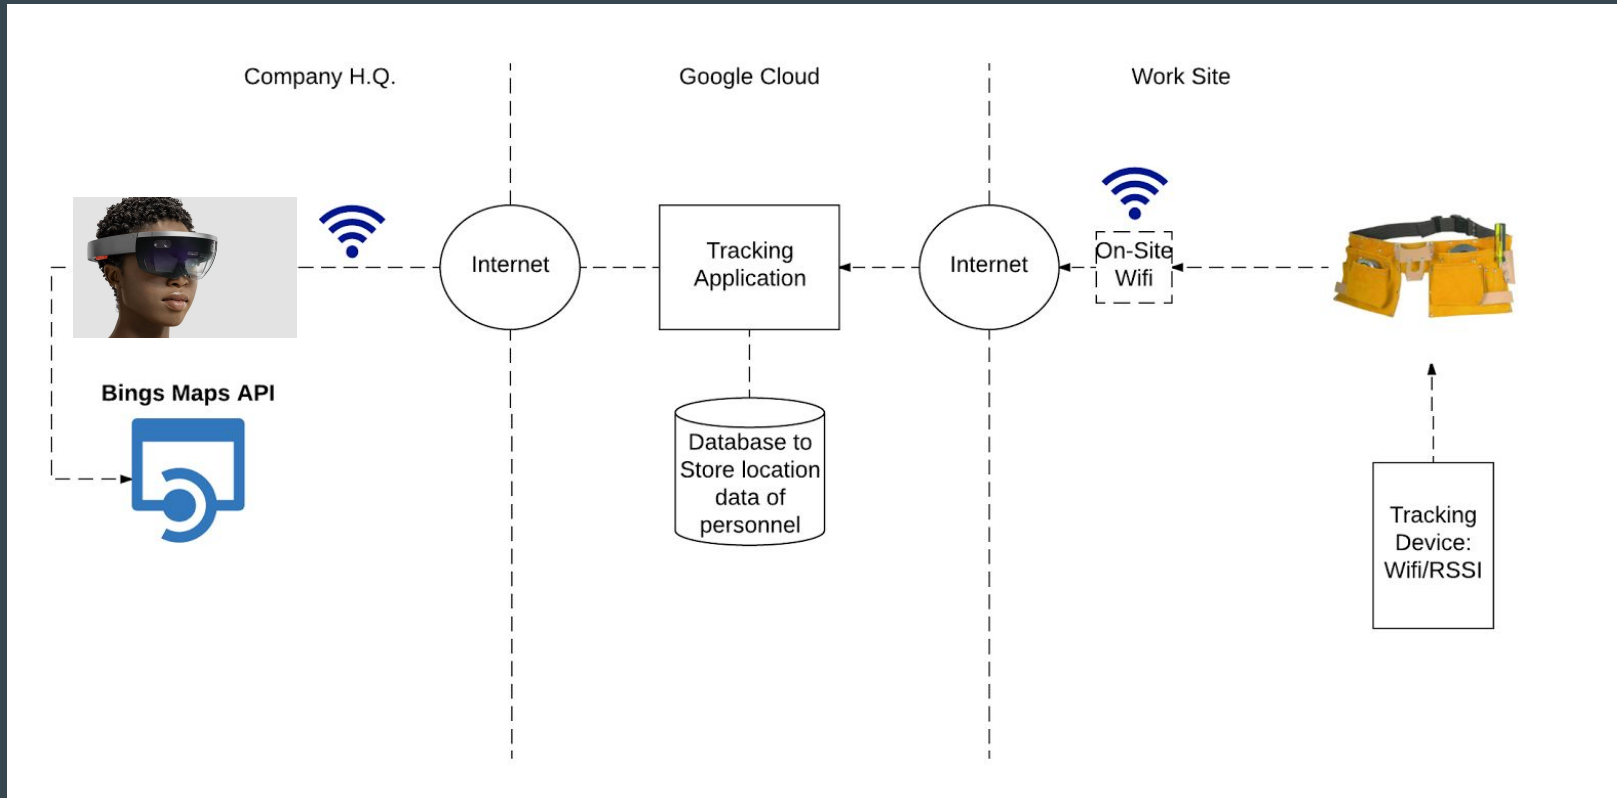 Company H.Q.
Google Cloud
Work Site
Internet
Tracking
Application
Internet
On-Site
Wifi
Bings Maps API
Database to
Store location
data of
personnel
Tracking
Device:
Wifi/RSSI